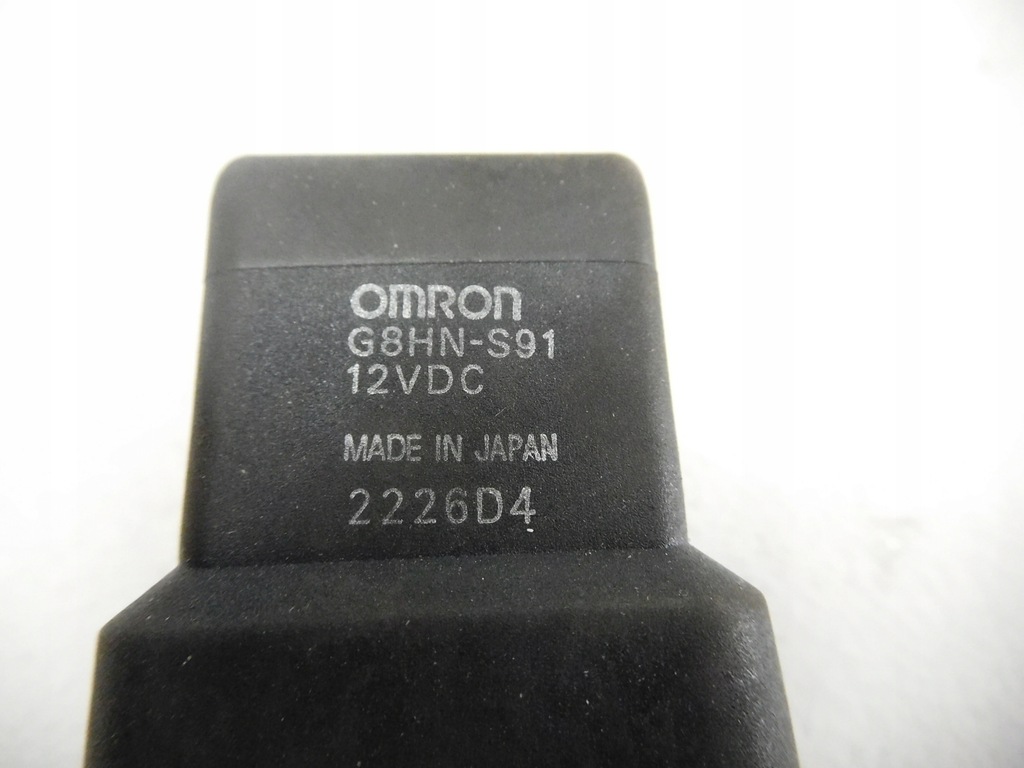 OMRON
G8HN-S91
12VDC
MADE IN JAPAN
2226D4